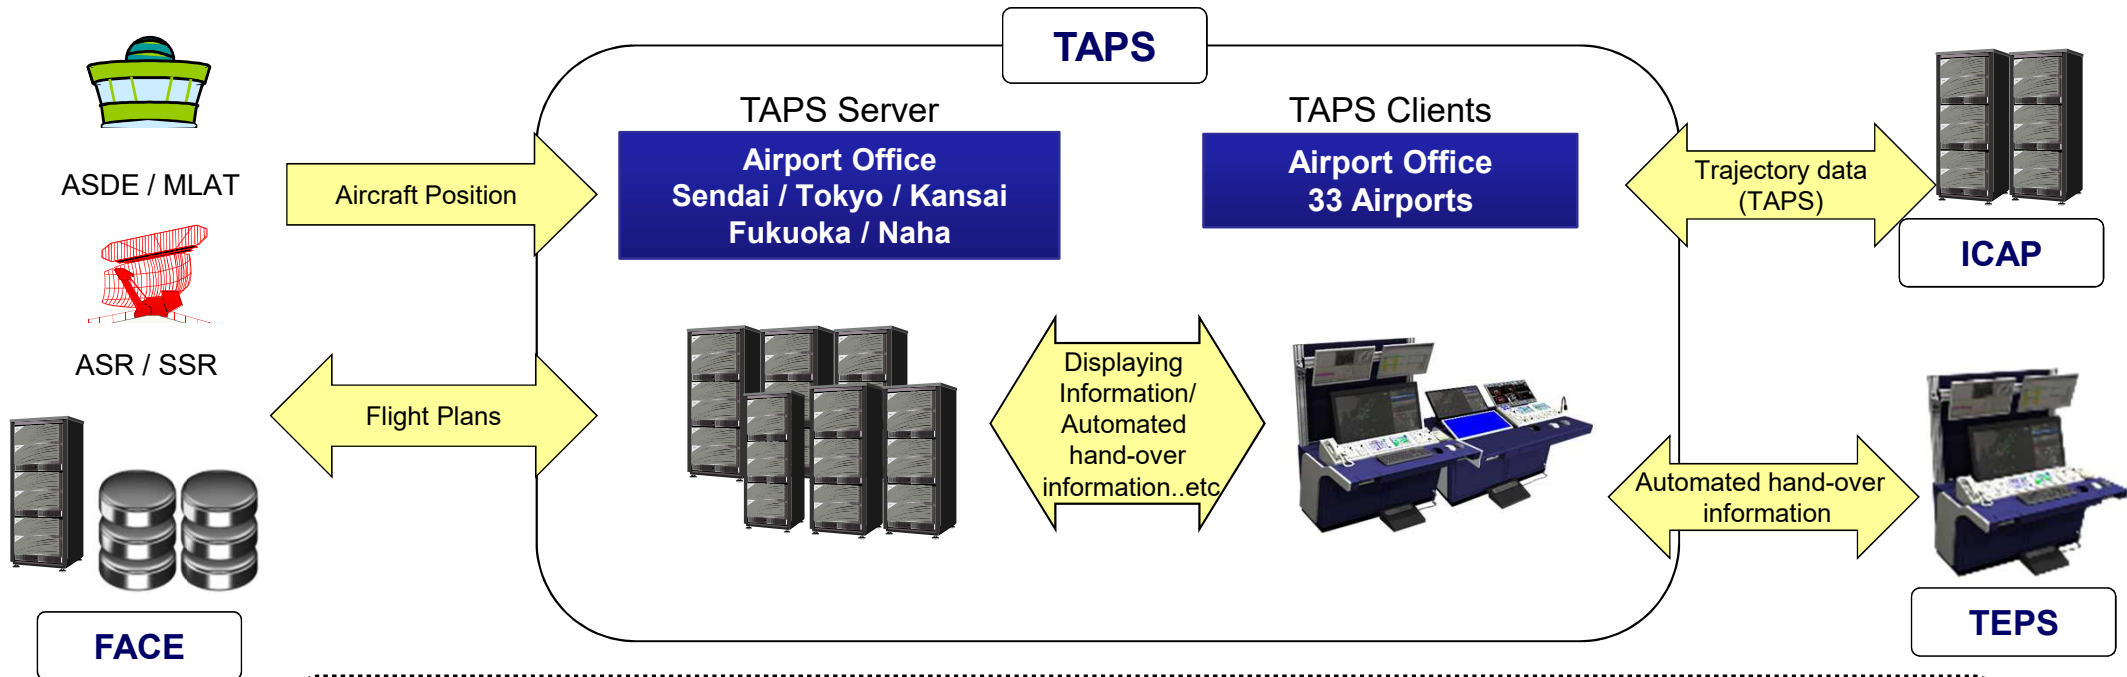 TAPS
ASDE / MLAT
ASR / SSR
FACE
Aircraft Position
Flight Plans
TAPS Server
Airport Office
Sendai / Tokyo / Kansai
Fukuoka / Naha
Displaying
Information/
Automated
hand-over
information..etc
TAPS Clients
Airport Office
33 Airports
Trajectory data
(TAPS)
ICAP
Automated hand-over
information
TEPS